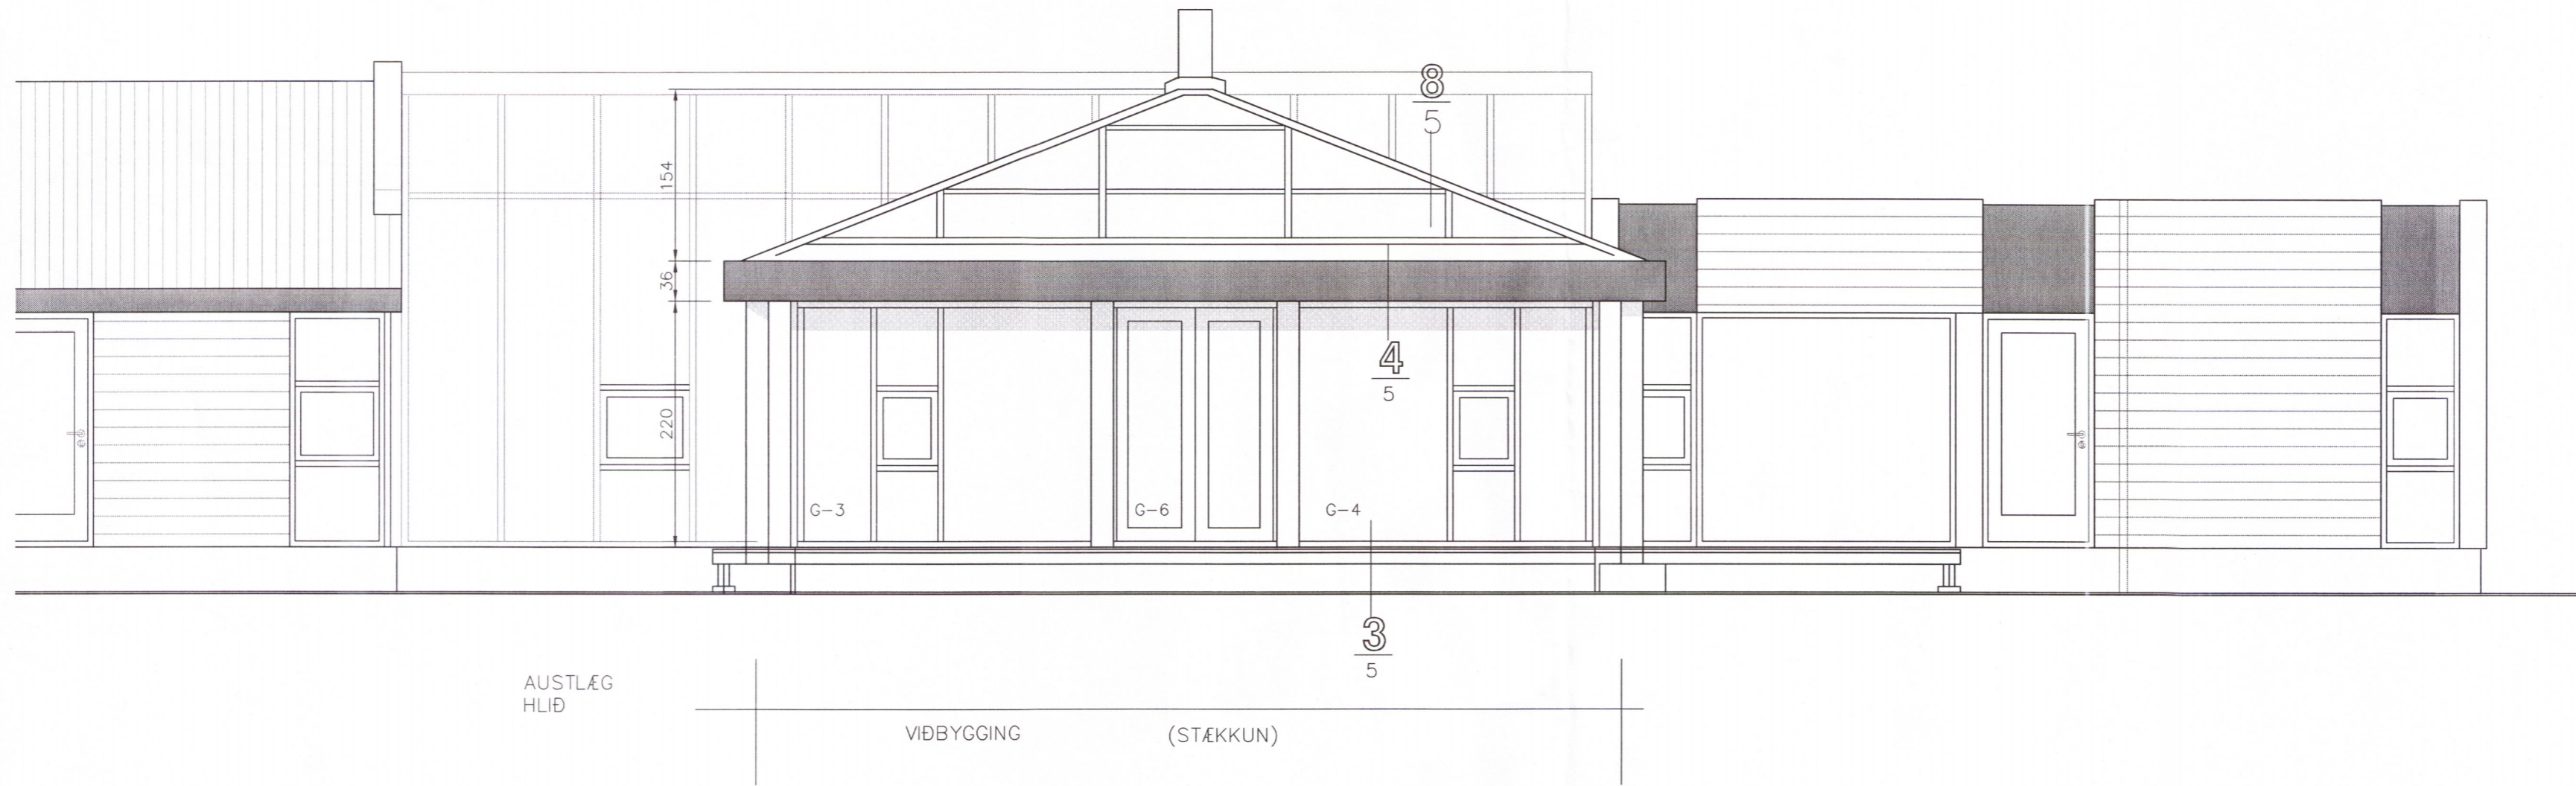 8
5
154
36
4
5
220
G-3
G-6
G-4
3
5
AUSTLÆG
HLIÐ
VIÐBYGGING (STÆKKUN)